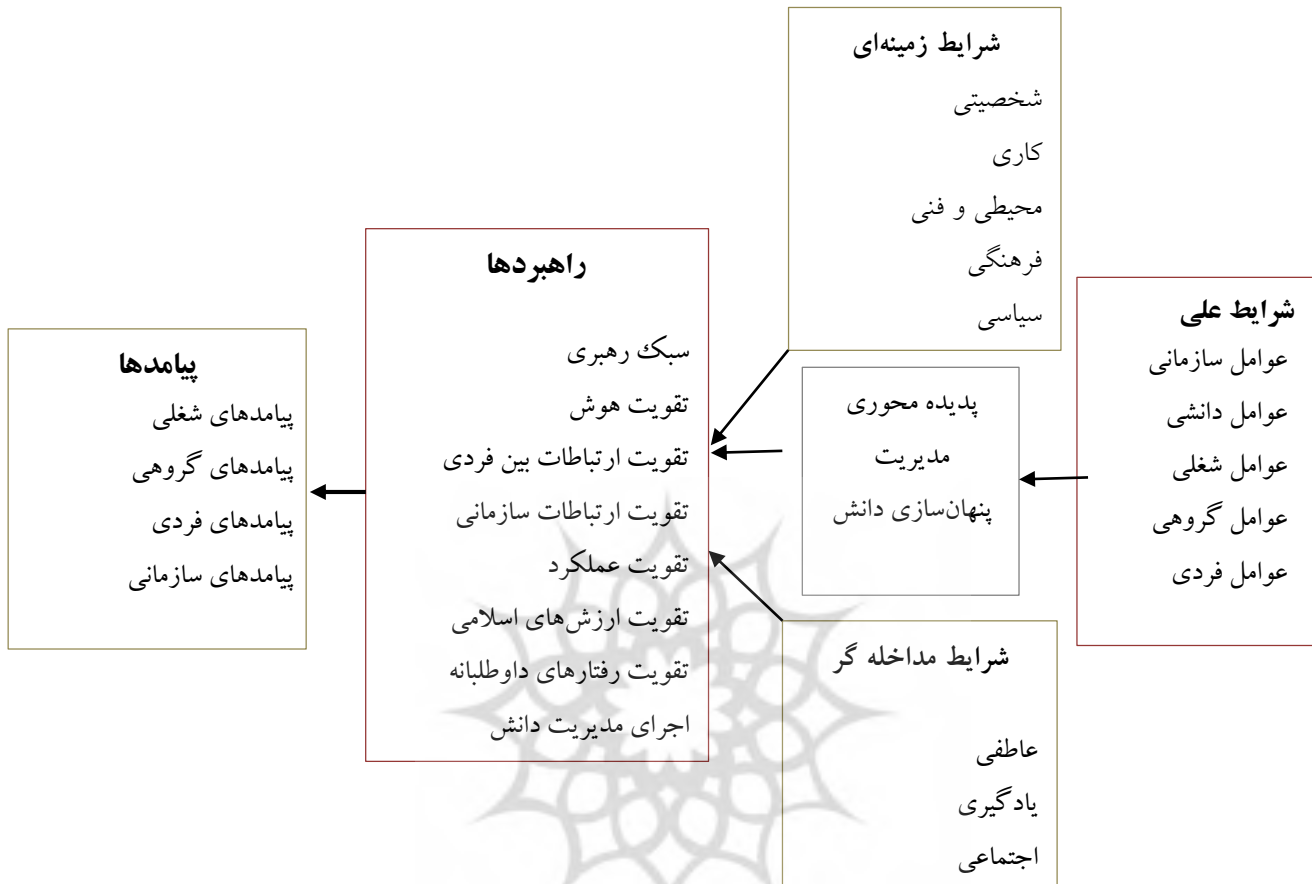 شرایط زمینه‌ای
شخصیتی
کاری
محیطی و فنی
فرهنگی
سیاسی
شرایط علی
عوامل سازمانی
عوامل دانشی
عوامل شغلی
عوامل گروهی
عوامل فردی
پدیده محوری
مدیریت
پنهان‌سازی دانش
شرایط مداخله گر
عاطفی
یادگیری
اجتماعی
راهبردها
سبک رهبری
تقویت هوش
تقویت ارتباطات بین فردی
تقویت ارتباطات سازمانی
تقویت عملکرد
تقویت ارزش‌های اسلامی
تقویت رفتارهای داوطلبانه
اجرای مدیریت دانش
پیامدها
پیامدهای شغلی
پیامدهای گروهی
پیامدهای فردی
پیامدهای سازمانی